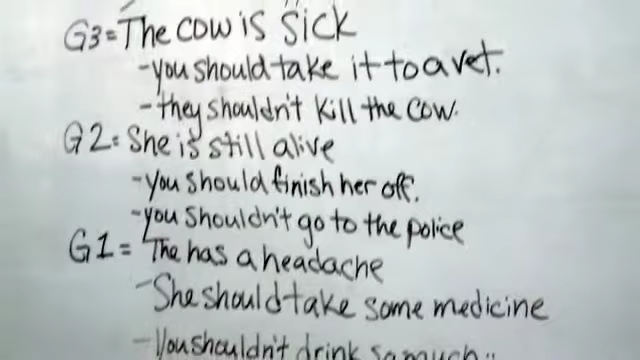 G3= The cow is sick
- you should take it to a vet.
- they shouldn't kill the cow.
G2= She is still alive
- you should finish her off.
- you shouldn't go to the police
G1= The has a headache
- She should take some medicine
- You shouldn't drink so much